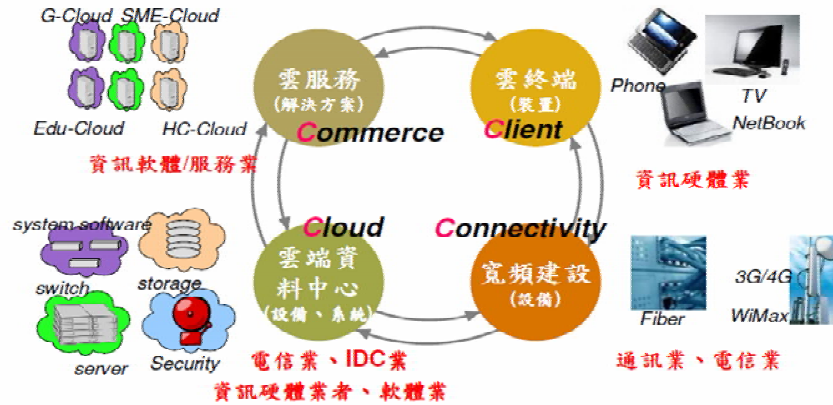 G-Cloud SME-Cloud
Edu-Cloud HC-Cloud
資訊軟體/服務業
雲服務
(解決方案)
Commerce
雲終端
(裝置)
Client
Phone
TV
NetBook
資訊硬體業
system software
storage
switch
server
Security
Cloud
雲端資
料中心
(設備、系統)
電信業、IDC業
資訊硬體業者、軟體業
Connectivity
寬頻建設
(設備)
Fiber
3G/4G
WiMax
通訊業、電信業